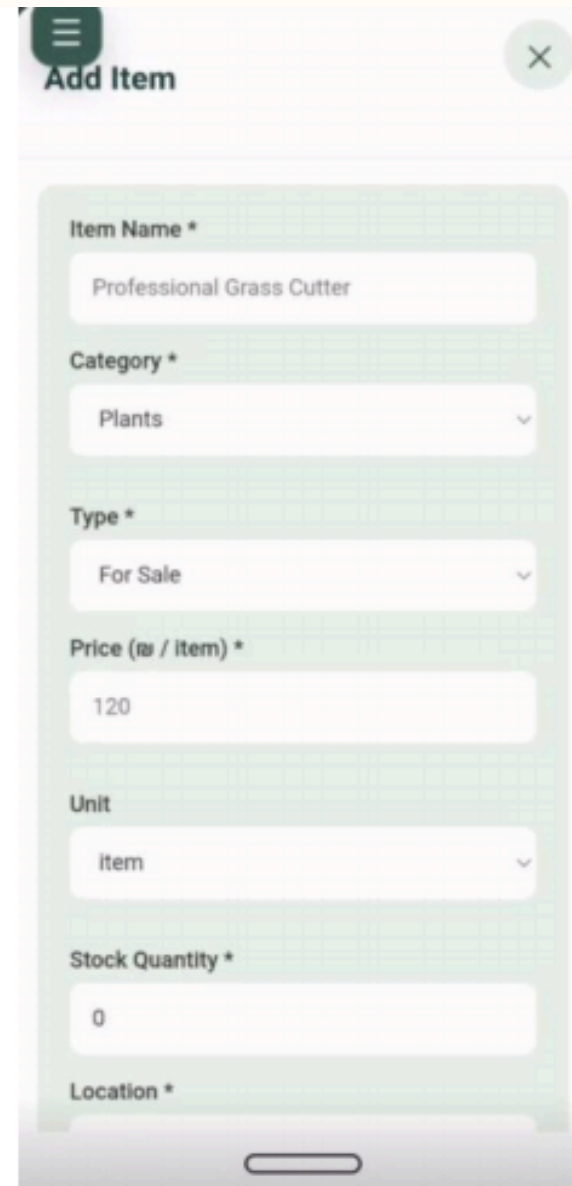 Add Item
Item Name *
Professional Grass Cutter
Category *
Plants
Type *
For Sale
Price (₪ / item) *
120
Unit
item
Stock Quantity *
0
Location *